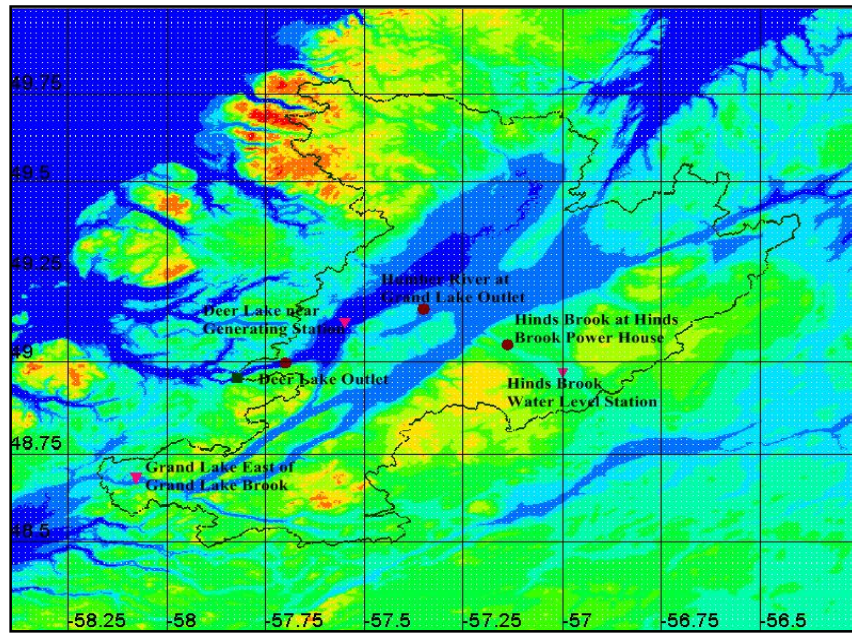 49.75
49.5
49.25
Humber River at
Grand Lake Outlet
Deer Lake near
Generating Station
Hinds Brook at Hinds
Brook Power House
49
Deer Lake Outlet
Hinds Brook
Water Level Station
48.75
Grand Lake East of
Grand Lake Brook
48.5
-58.25 -58 -57.75 -57.5 -57.25 -57 -56.75 -56.5